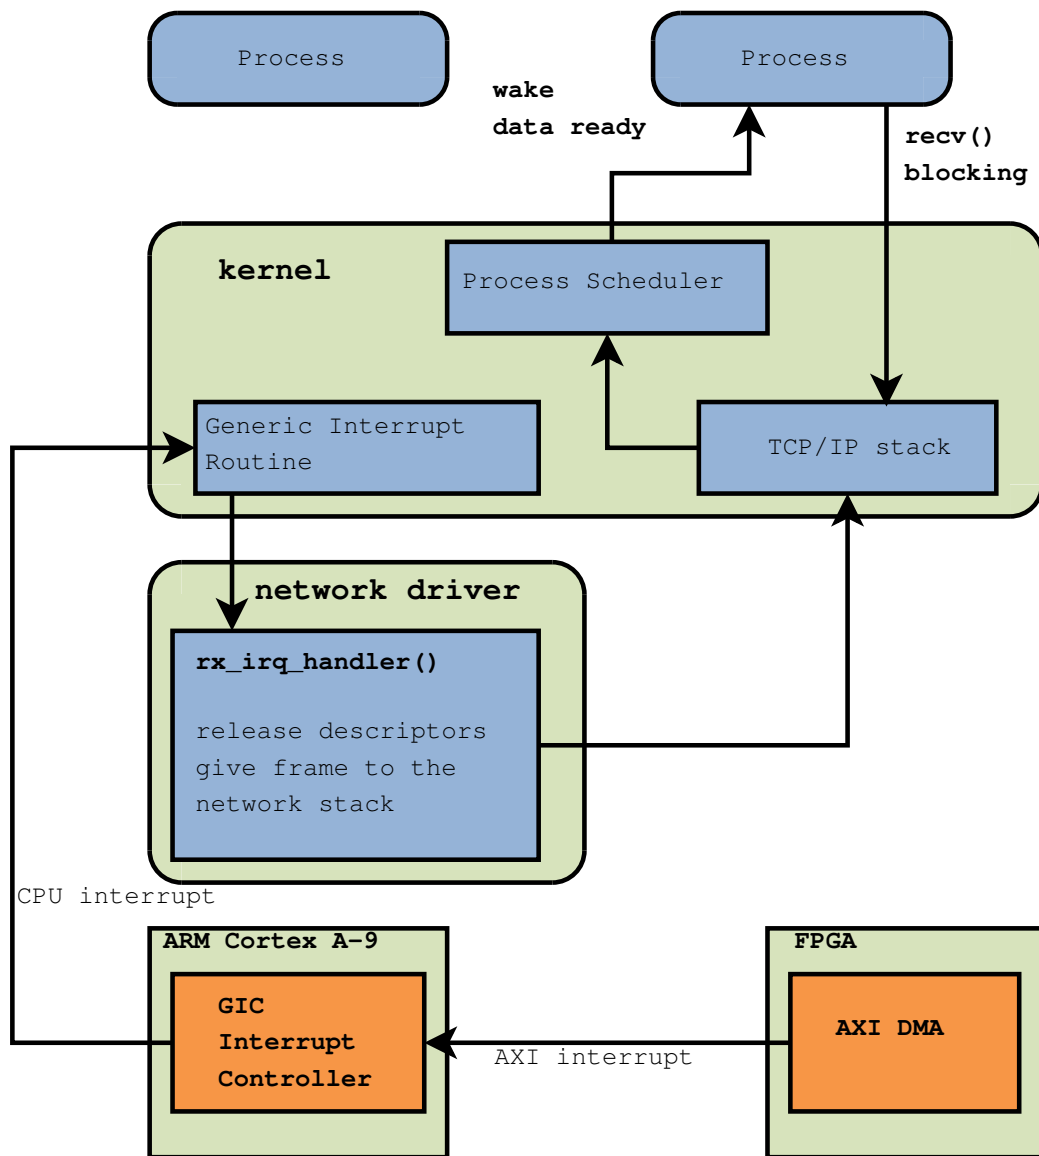 Process
Process
wake
data ready
recv()
blocking
kernel
Process Scheduler
Generic Interrupt
Routine
TCP/IP stack
network driver
rx_irq_handler()
release descriptors
give frame to the
network stack
CPU interrupt
ARM Cortex A-9
FPGA
GIC
Interrupt
Controller
AXI DMA
AXI interrupt